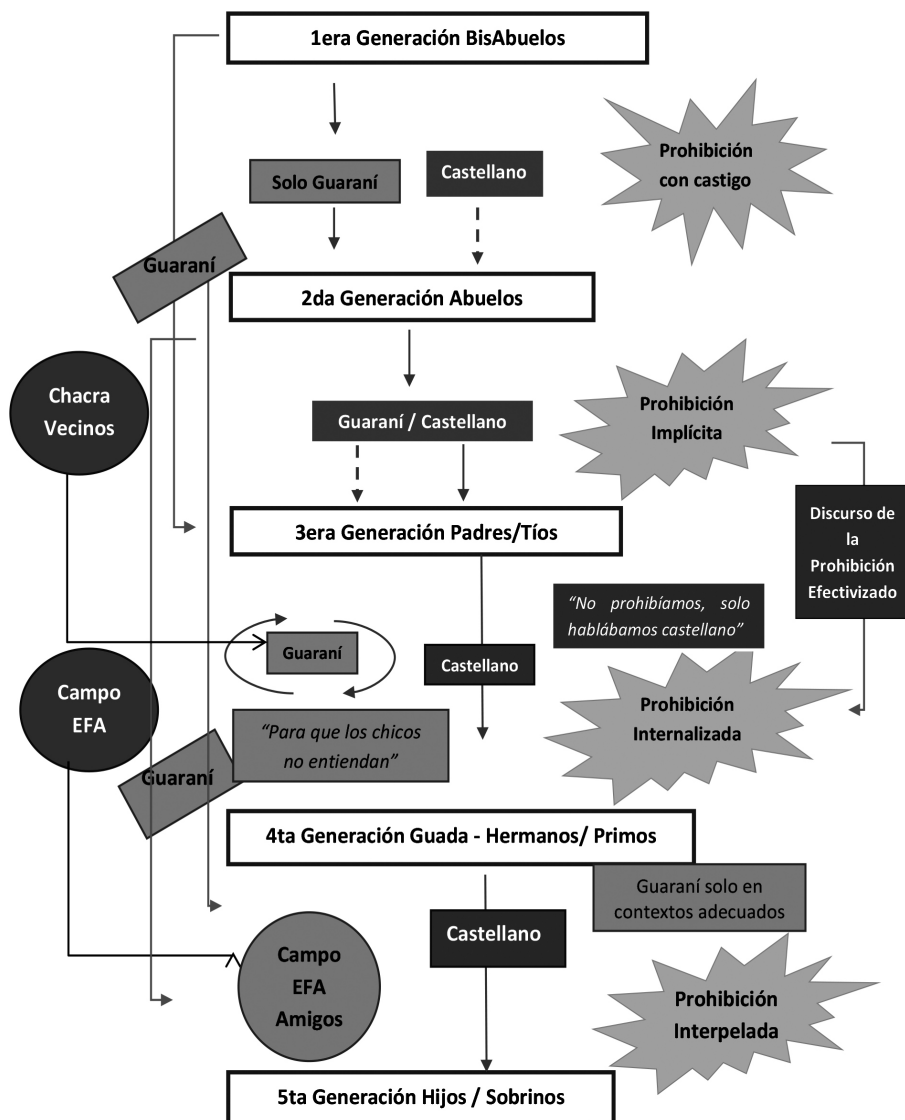 1era Generación BisAbuelos
Prohibición
con castigo
Solo Guaraní
Castellano
Guaraní
2da Generación Abuelos
Chacra
Vecinos
Guaraní / Castellano
Prohibición
Implícita
Discurso de
la
Prohibición
Efectivizado
3era Generación Padres/Tíos
“No prohibíamos, solo
hablábamos castellano”
Guaraní
Castellano
Campo
EFA
Prohibición
Internalizada
“Para que los chicos
no entiendan”
Guaraní
4ta Generación Guada - Hermanos/ Primos
Guaraní solo en
contextos adecuados
Castellano
Campo
EFA
Amigos
Prohibición
Interpelada
5ta Generación Hijos / Sobrinos